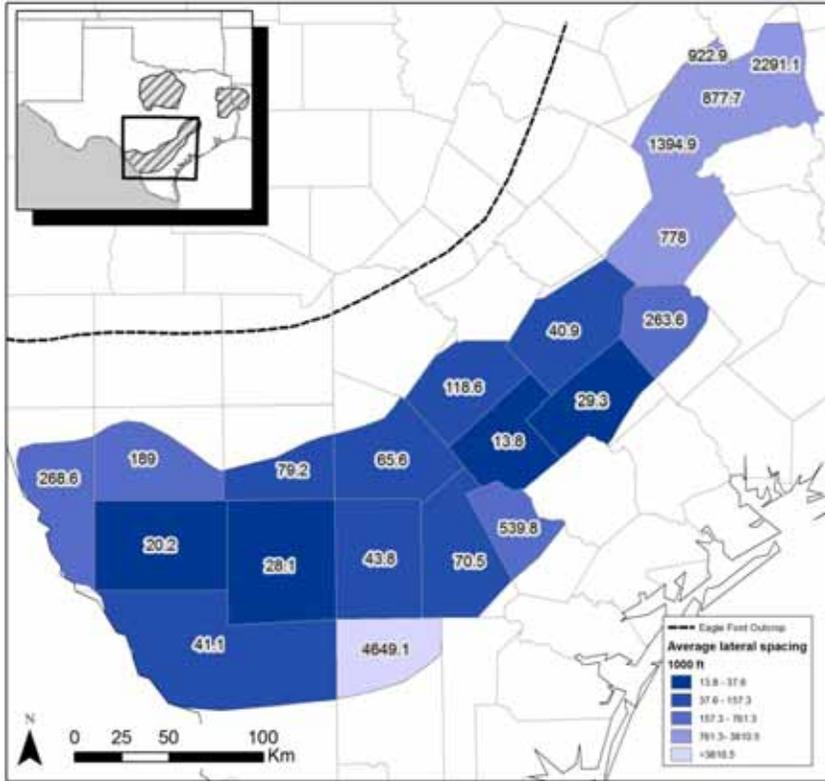 922.9
2291.1
877.7
1394.9
778
40.9
263.6
118.6
29.3
13.8
65.6
79.2
189
268.6
539.8
20.2
28.1
43.8
70.5
41.1
4649.1
Eagle Ford Outcrop
Average lateral spacing
1000 ft
13.8 - 37.6
37.6 - 157.3
157.3 - 761.3
761.3- 3810.5
>3810.5
N
0 25 50 100
Km